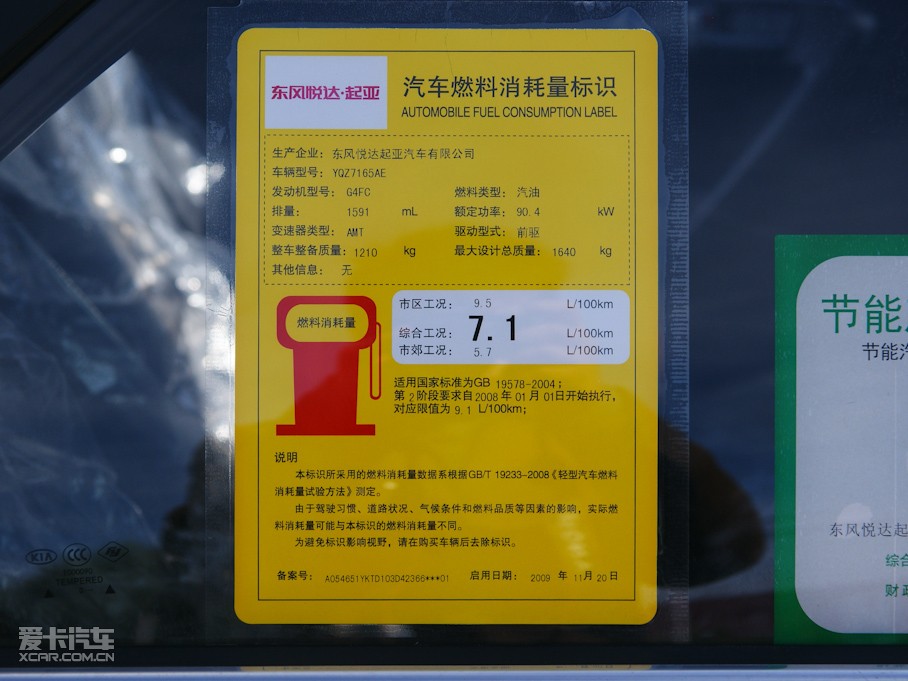 东风悦达·起亚
汽车燃料消耗量标识
AUTOMOBILE FUEL CONSUMPTION LABEL
生产企业: 东风悦达起亚汽车有限公司
车辆型号: YQZ7165AE
发动机型号: G4FC 燃料类型: 汽油
排量: 1591 mL 额定功率: 90.4 kW
变速器类型: AMT 驱动型式: 前驱
整车整备质量: 1210 kg 最大设计总质量: 1640 kg
其他信息: 无
燃料消耗量
市区工况: 9.5 L/100km
综合工况: 7.1 L/100km
市郊工况: 5.7 L/100km
适用国家标准为GB 19578-2004;
第 2 阶段要求自 2008 年 01 月 01日开始执行,
对应限值为 9.1 L/100km;
说明
本标识所采用的燃料消耗量数据系根据GB/T 19233-2008《轻型汽车燃料
消耗量试验方法》测定。
由于驾驶习惯、道路状况、气候条件和燃料品质等因素的影响，实际燃
料消耗量可能与本标识的燃料消耗量不同。
为避免标识影响视野，请在购买车辆后去除标识。
备案号: A054651YKTD103D42366***01 启用日期: 2009 年 11月 20日
节能
节能汽
东风悦达起
综合
财政
KIA CCC
TEMPERED
爱卡汽车
XCAR.COM.CN